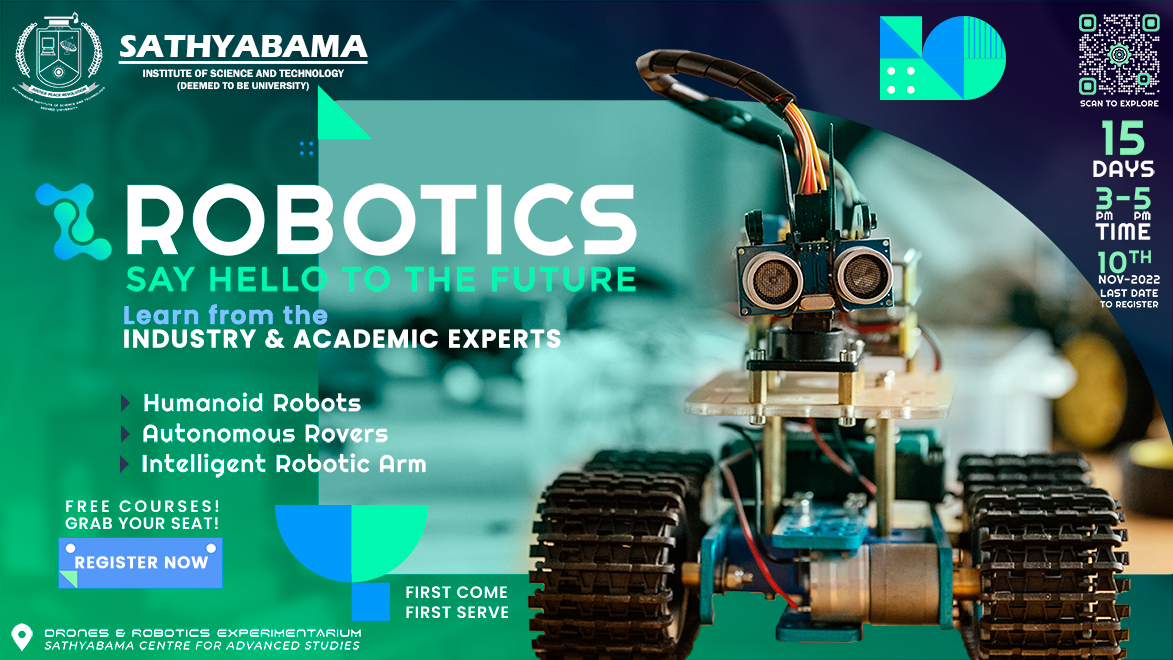 SATHYABAMA
INSTITUTE OF SCIENCE AND TECHNOLOGY
(DEEMED TO BE UNIVERSITY)
SCAN TO EXPLORE
15
DAYS
3-5
PM PM
TIME
10TH
NOV-2022
LAST DATE
TO REGISTER
ROBOTICS
SAY HELLO TO THE FUTURE
Learn from the
INDUSTRY & ACADEMIC EXPERTS
Humanoid Robots
Autonomous Rovers
Intelligent Robotic Arm
FREE COURSES!
GRAB YOUR SEAT!
REGISTER NOW
FIRST COME
FIRST SERVE
DRONES & ROBOTICS EXPERIMENTARIUM
SATHYABAMA CENTRE FOR ADVANCED STUDIES